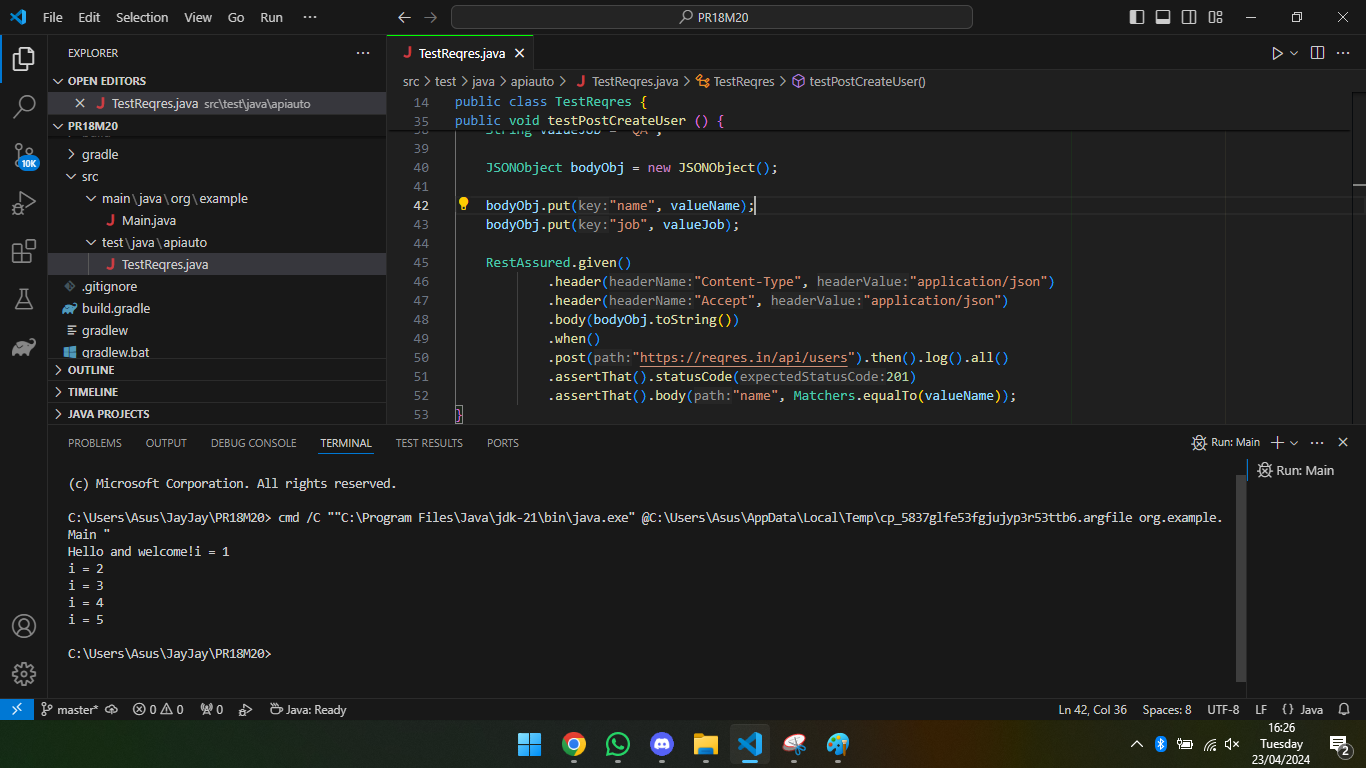 File Edit Selection View Go Run ···
PR18M20
EXPLORER
OPEN EDITORS
TestReqres.java src\test\java\apiauto
PR18M20
gradle
src
main\java\org\example
Main.java
test\java\apiauto
TestReqres.java
.gitignore
build.gradle
gradlew
gradlew.bat
OUTLINE
TIMELINE
JAVA PROJECTS
10K
TestReqres.java
src > test > java > apiauto > TestReqres.java > TestReqres > testPostCreateUser()
14 public class TestReqres {
35 public void testPostCreateUser () {
38 String valueJob = "QA";
39
40 JSONObject bodyObj = new JSONObject();
41
42 bodyObj.put(key:"name", valueName);
43 bodyObj.put(key:"job", valueJob);
44
45 RestAssured.given()
46 .header(headerName:"Content-Type", headerValue:"application/json")
47 .header(headerName:"Accept", headerValue:"application/json")
48 .body(bodyObj.toString())
49 .when()
50 .post(path:"https://reqres.in/api/users").then().log().all()
51 .assertThat().statusCode(expectedStatusCode:201)
52 .assertThat().body(path:"name", Matchers.equalTo(valueName));
53 }
PROBLEMS OUTPUT DEBUG CONSOLE TERMINAL TEST RESULTS PORTS
Run: Main
Run: Main
(c) Microsoft Corporation. All rights reserved.
C:\Users\Asus\JayJay\PR18M20> cmd /C ""C:\Program Files\Java\jdk-21\bin\java.exe" @C:\Users\Asus\AppData\Local\Temp\cp_5837glfe53fgjujyp3r53ttb6.argfile org.example.
Main "
Hello and welcome!i = 1
i = 2
i = 3
i = 4
i = 5
C:\Users\Asus\JayJay\PR18M20>
master* 0 0 0 Java: Ready
Ln 42, Col 36 Spaces: 8 UTF-8 LF {} Java
16:26
Tuesday
23/04/2024
2